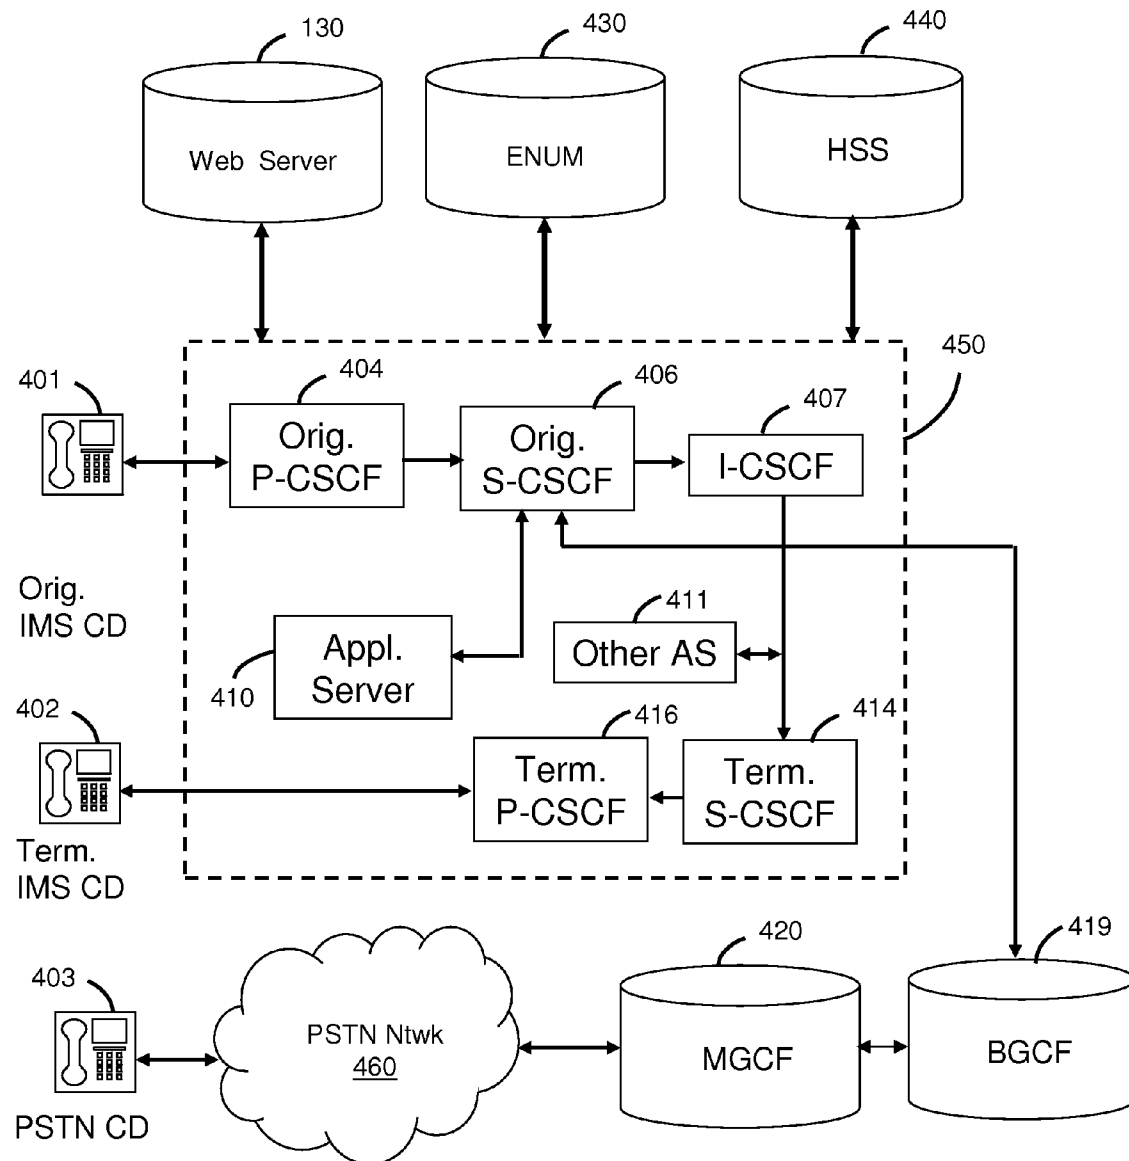 130
430
440
Web Server
ENUM
HSS
450
401
404
406
407
Orig.
P-CSCF
Orig.
S-CSCF
I-CSCF
Orig.
IMS CD
411
Other AS
Appl.
Server
410
402
416
414
Term.
P-CSCF
Term.
S-CSCF
Term.
IMS CD
420
419
403
PSTN Ntwk
460
MGCF
BGCF
PSTN CD